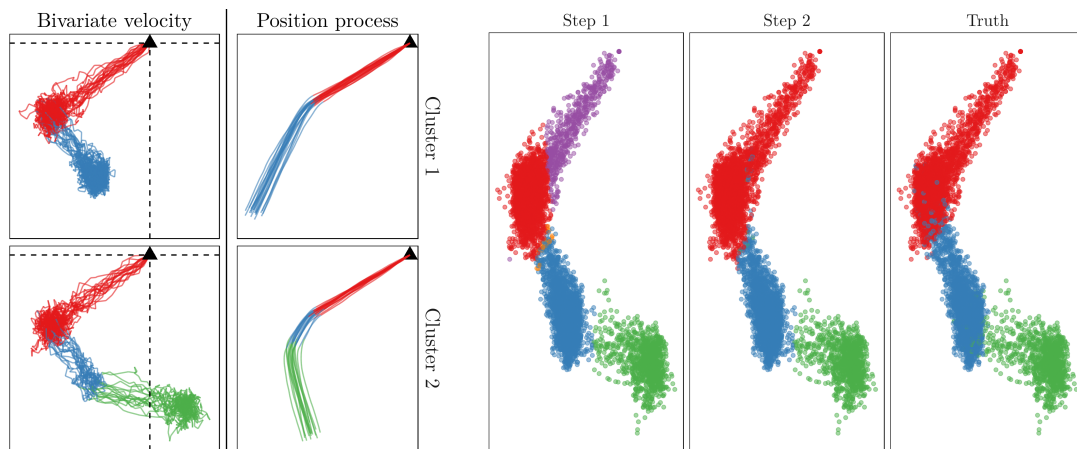 Bivariate velocity
Position process
Cluster 1
Cluster 2
Step 1
Step 2
Truth